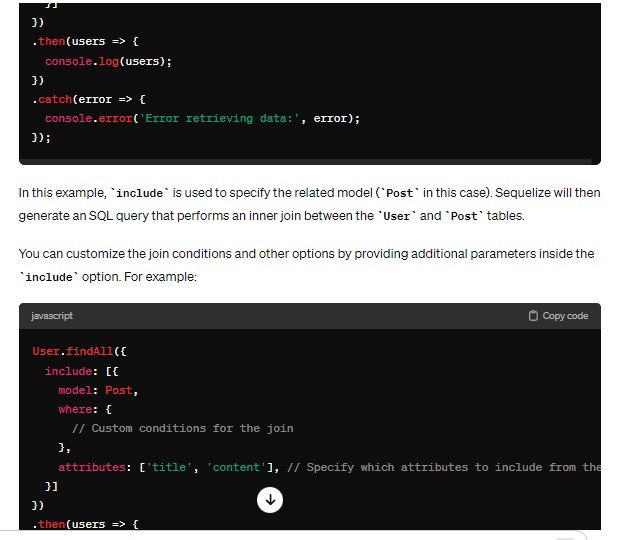 }]
})
.then(users => {
console.log(users);
})
.catch(error => {
console.error('Error retrieving data:', error);
});
In this example, `include` is used to specify the related model (`Post` in this case). Sequelize will then
generate an SQL query that performs an inner join between the `User` and `Post` tables.
You can customize the join conditions and other options by providing additional parameters inside the
`include` option. For example:
javascript
Copy code
User.findAll({
include: [{
model: Post,
where: {
// Custom conditions for the join
},
attributes: ['title', 'content'], // Specify which attributes to include from the
}]
})
.then(users => {